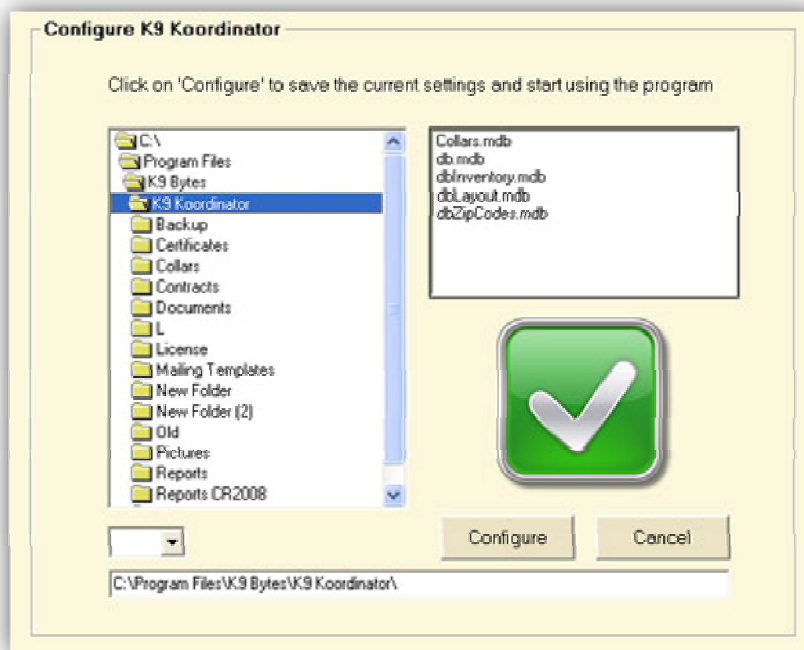 Configure K9 Koordinator
Click on 'Configure' to save the current settings and start using the program
C:\
Program Files
K9 Bytes
K9 Koordinator
Backup
Certificates
Collars
Contracts
Documents
L
License
Mailing Templates
New Folder
New Folder (2)
Old
Pictures
Reports
Reports CR2008
Collars.mdb
db.mdb
dbInventory.mdb
dbLayout.mdb
dbZipCodes.mdb
Configure
Cancel
C:\Program Files\K9 Bytes\K9 Koordinator\